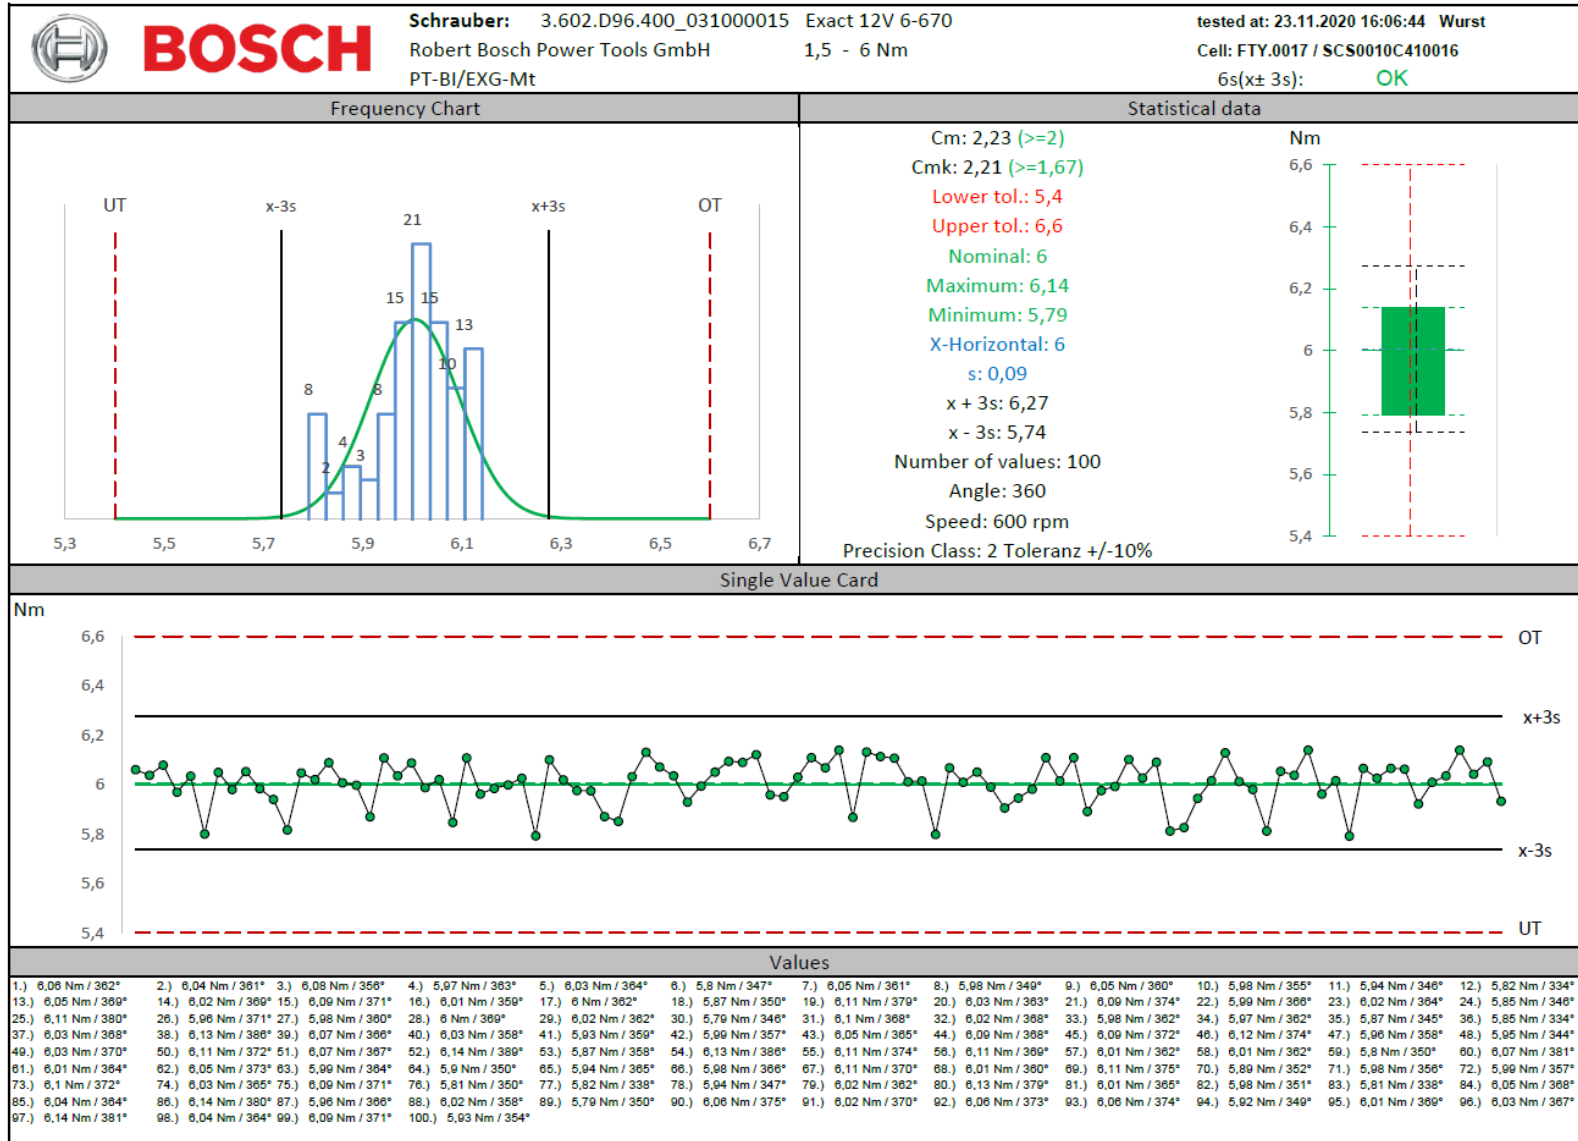 BOSCH
Schrauber: 3.602.D96.400_031000015 Exact 12V 6-670
Robert Bosch Power Tools GmbH 1,5 - 6 Nm
PT-BI/EXG-Mt
tested at: 23.11.2020 16:06:44 Wurst
Cell: FTY.0017 / SCS0010C410016
6s(x± 3s): OK
Frequency Chart
UT x-3s x+3s OT
21
15 15
13
10
8 8
4
3
2
5,3 5,5 5,7 5,9 6,1 6,3 6,5 6,7
Statistical data
Cm: 2,23 (>=2)
Cmk: 2,21 (>=1,67)
Lower tol.: 5,4
Upper tol.: 6,6
Nominal: 6
Maximum: 6,14
Minimum: 5,79
X-Horizontal: 6
s: 0,09
x + 3s: 6,27
x - 3s: 5,74
Number of values: 100
Angle: 360
Speed: 600 rpm
Precision Class: 2 Toleranz +/-10%
Nm
6,6
6,4
6,2
6
5,8
5,6
5,4
Single Value Card
Nm
6,6 OT
6,4
6,2 x+3s
6
5,8 x-3s
5,6
5,4 UT
Values
1.) 6,06 Nm / 362° 2.) 6,04 Nm / 361° 3.) 6,08 Nm / 356° 4.) 5,97 Nm / 363° 5.) 6,03 Nm / 364° 6.) 5,8 Nm / 347° 7.) 6,05 Nm / 361° 8.) 5,98 Nm / 349° 9.) 6,05 Nm / 360° 10.) 5,98 Nm / 355° 11.) 5,94 Nm / 346° 12.) 5,82 Nm / 334°
13.) 6,05 Nm / 369° 14.) 6,02 Nm / 369° 15.) 6,09 Nm / 371° 16.) 6,01 Nm / 359° 17.) 6 Nm / 362° 18.) 5,87 Nm / 350° 19.) 6,11 Nm / 379° 20.) 6,03 Nm / 363° 21.) 6,09 Nm / 374° 22.) 5,99 Nm / 366° 23.) 6,02 Nm / 364° 24.) 5,85 Nm / 346°
25.) 6,11 Nm / 380° 26.) 5,96 Nm / 371° 27.) 5,98 Nm / 360° 28.) 6 Nm / 369° 29.) 6,02 Nm / 362° 30.) 5,79 Nm / 346° 31.) 6,1 Nm / 368° 32.) 6,02 Nm / 368° 33.) 5,98 Nm / 362° 34.) 5,97 Nm / 362° 35.) 5,87 Nm / 345° 36.) 5,85 Nm / 334°
37.) 6,03 Nm / 368° 38.) 6,13 Nm / 386° 39.) 6,07 Nm / 366° 40.) 6,03 Nm / 358° 41.) 5,93 Nm / 359° 42.) 5,99 Nm / 357° 43.) 6,05 Nm / 365° 44.) 6,09 Nm / 368° 45.) 6,09 Nm / 372° 46.) 6,12 Nm / 374° 47.) 5,96 Nm / 358° 48.) 5,95 Nm / 344°
49.) 6,03 Nm / 370° 50.) 6,11 Nm / 372° 51.) 6,07 Nm / 367° 52.) 6,14 Nm / 389° 53.) 5,87 Nm / 358° 54.) 6,13 Nm / 386° 55.) 6,11 Nm / 374° 56.) 6,11 Nm / 369° 57.) 6,01 Nm / 362° 58.) 6,01 Nm / 362° 59.) 5,8 Nm / 350° 60.) 6,07 Nm / 381°
61.) 6,01 Nm / 364° 62.) 6,05 Nm / 373° 63.) 5,99 Nm / 364° 64.) 5,9 Nm / 350° 65.) 5,94 Nm / 365° 66.) 5,98 Nm / 366° 67.) 6,11 Nm / 370° 68.) 6,01 Nm / 360° 69.) 6,11 Nm / 375° 70.) 5,89 Nm / 352° 71.) 5,98 Nm / 356° 72.) 5,99 Nm / 357°
73.) 6,1 Nm / 372° 74.) 6,03 Nm / 365° 75.) 6,09 Nm / 371° 76.) 5,81 Nm / 350° 77.) 5,82 Nm / 338° 78.) 5,94 Nm / 347° 79.) 6,02 Nm / 362° 80.) 6,13 Nm / 379° 81.) 6,01 Nm / 365° 82.) 5,98 Nm / 351° 83.) 5,81 Nm / 338° 84.) 6,05 Nm / 368°
85.) 6,04 Nm / 364° 86.) 6,14 Nm / 380° 87.) 5,96 Nm / 366° 88.) 6,02 Nm / 358° 89.) 5,79 Nm / 350° 90.) 6,06 Nm / 375° 91.) 6,02 Nm / 370° 92.) 6,06 Nm / 373° 93.) 6,06 Nm / 374° 94.) 5,92 Nm / 349° 95.) 6,01 Nm / 369° 96.) 6,03 Nm / 367°
97.) 6,14 Nm / 381° 98.) 6,04 Nm / 364° 99.) 6,09 Nm / 371° 100.) 5,93 Nm / 354°